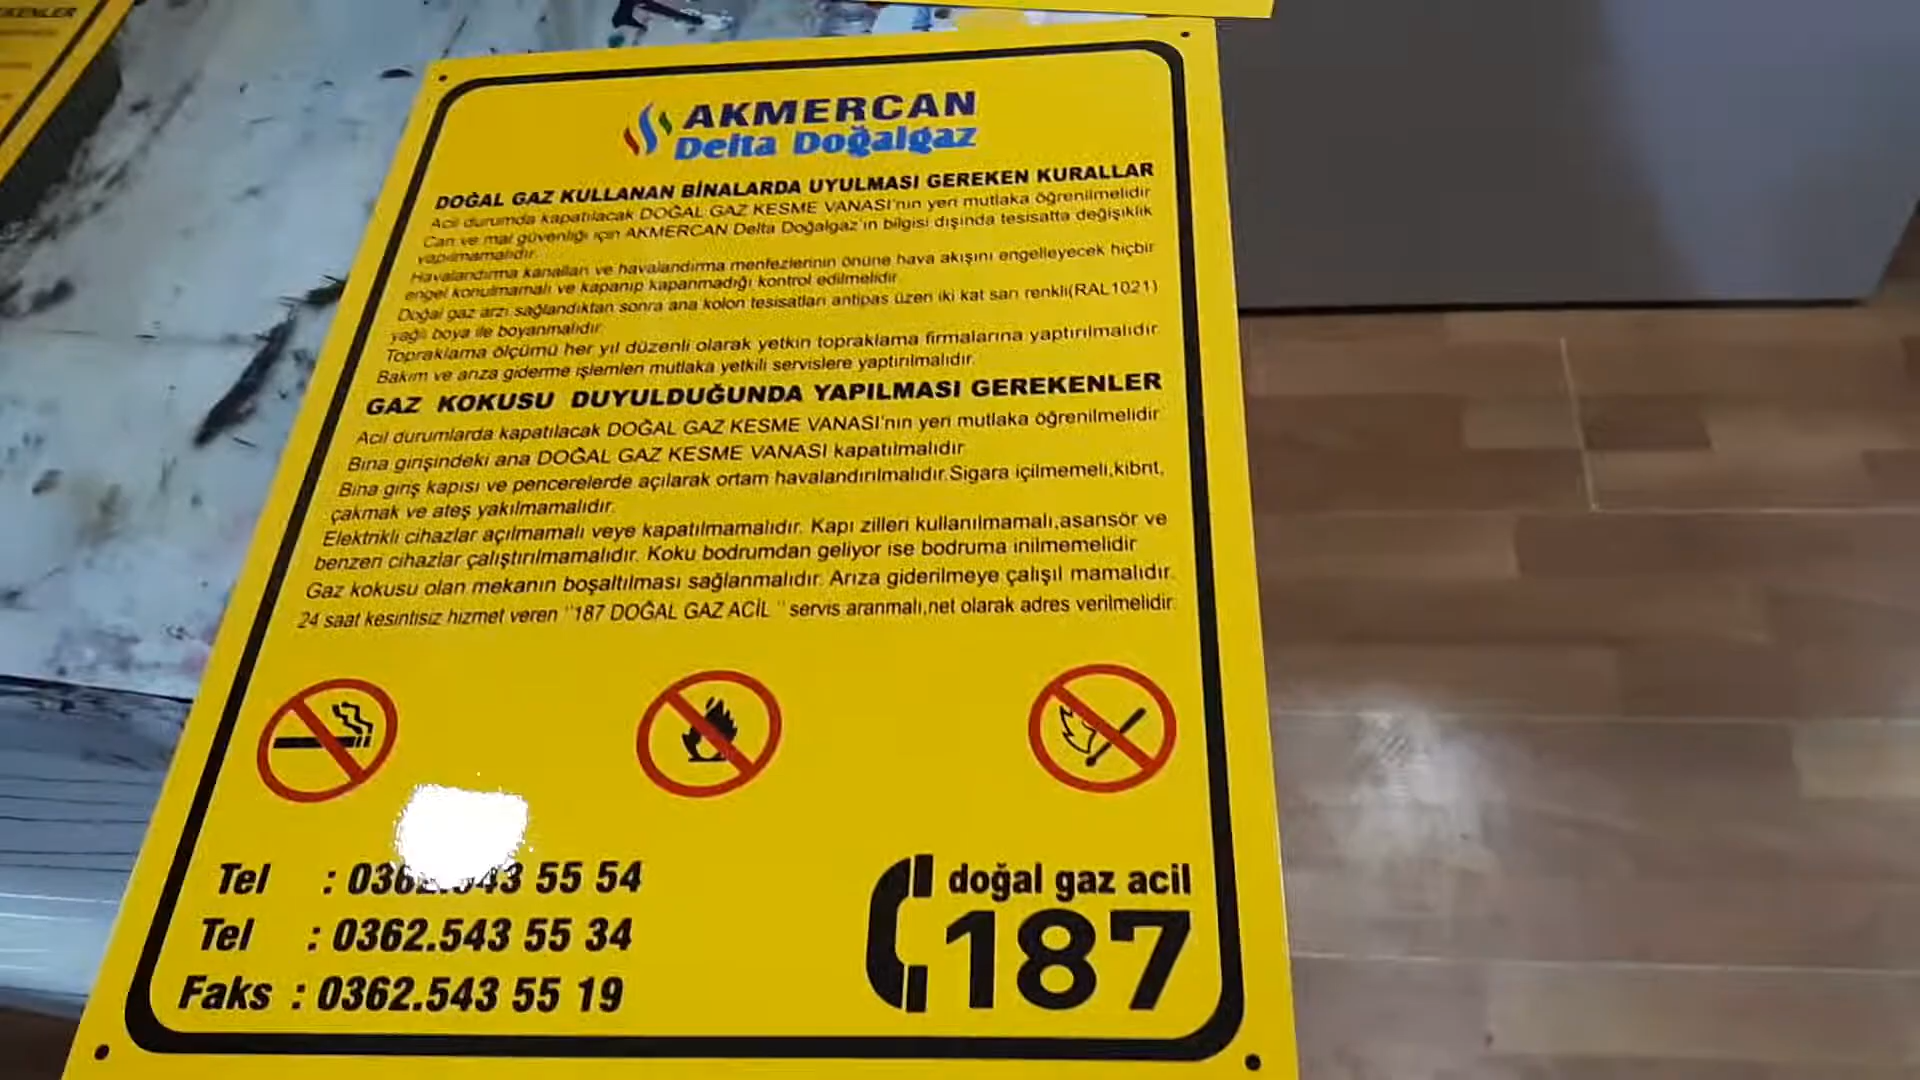 EKENLER
AKMERCAN
Delta Doğalgaz
DOĞAL GAZ KULLANAN BİNALARDA UYULMASI GEREKEN KURALLAR
Acil durumda kapatılacak DOĞAL GAZ KESME VANASI'nın yeri mutlaka öğrenilmelidir
Can ve mal güvenliği için AKMERCAN Delta Doğalgaz'ın bilgisi dışında tesisatta değişiklik
yapılmamalıdır.
Havalandırma kanalları ve havalandırma menfezlerinin önüne hava akışını engelleyecek hiçbir
engel konulmamalı ve kapanıp kapanmadığı kontrol edilmelidir.
Doğal gaz arzı sağlandıktan sonra ana kolon tesisatları antipas üzeri iki kat sarı renkli(RAL1021)
yağlı boya ile boyanmalıdır.
Topraklama ölçümü her yıl düzenli olarak yetkin topraklama firmalarına yaptırılmalıdır.
Bakım ve arıza giderme işlemleri mutlaka yetkili servislere yaptırılmalıdır.
GAZ KOKUSU DUYULDUĞUNDA YAPILMASI GEREKENLER
Acil durumlarda kapatılacak DOĞAL GAZ KESME VANASI'nın yeri mutlaka öğrenilmelidir
Bina girişindeki ana DOĞAL GAZ KESME VANASI kapatılmalıdır
Bina giriş kapısı ve pencerelerde açılarak ortam havalandırılmalıdır.Sigara içilmemeli,kibrit,
çakmak ve ateş yakılmamalıdır.
Elektrikli cihazlar açılmamalı veye kapatılmamalıdır. Kapı zilleri kullanılmamalı,asansör ve
benzeri cihazlar çalıştırılmamalıdır. Koku bodrumdan geliyor ise bodruma inilmemelidir
Gaz kokusu olan mekanın boşaltılması sağlanmalıdır. Arıza giderilmeye çalışıl mamalıdır.
24 saat kesintisiz hizmet veren "187 DOĞAL GAZ ACİL " servis aranmalı,net olarak adres verilmelidir.
Tel : 0362.543 55 54
Tel : 0362.543 55 34
Faks : 0362.543 55 19
doğal gaz acil
187